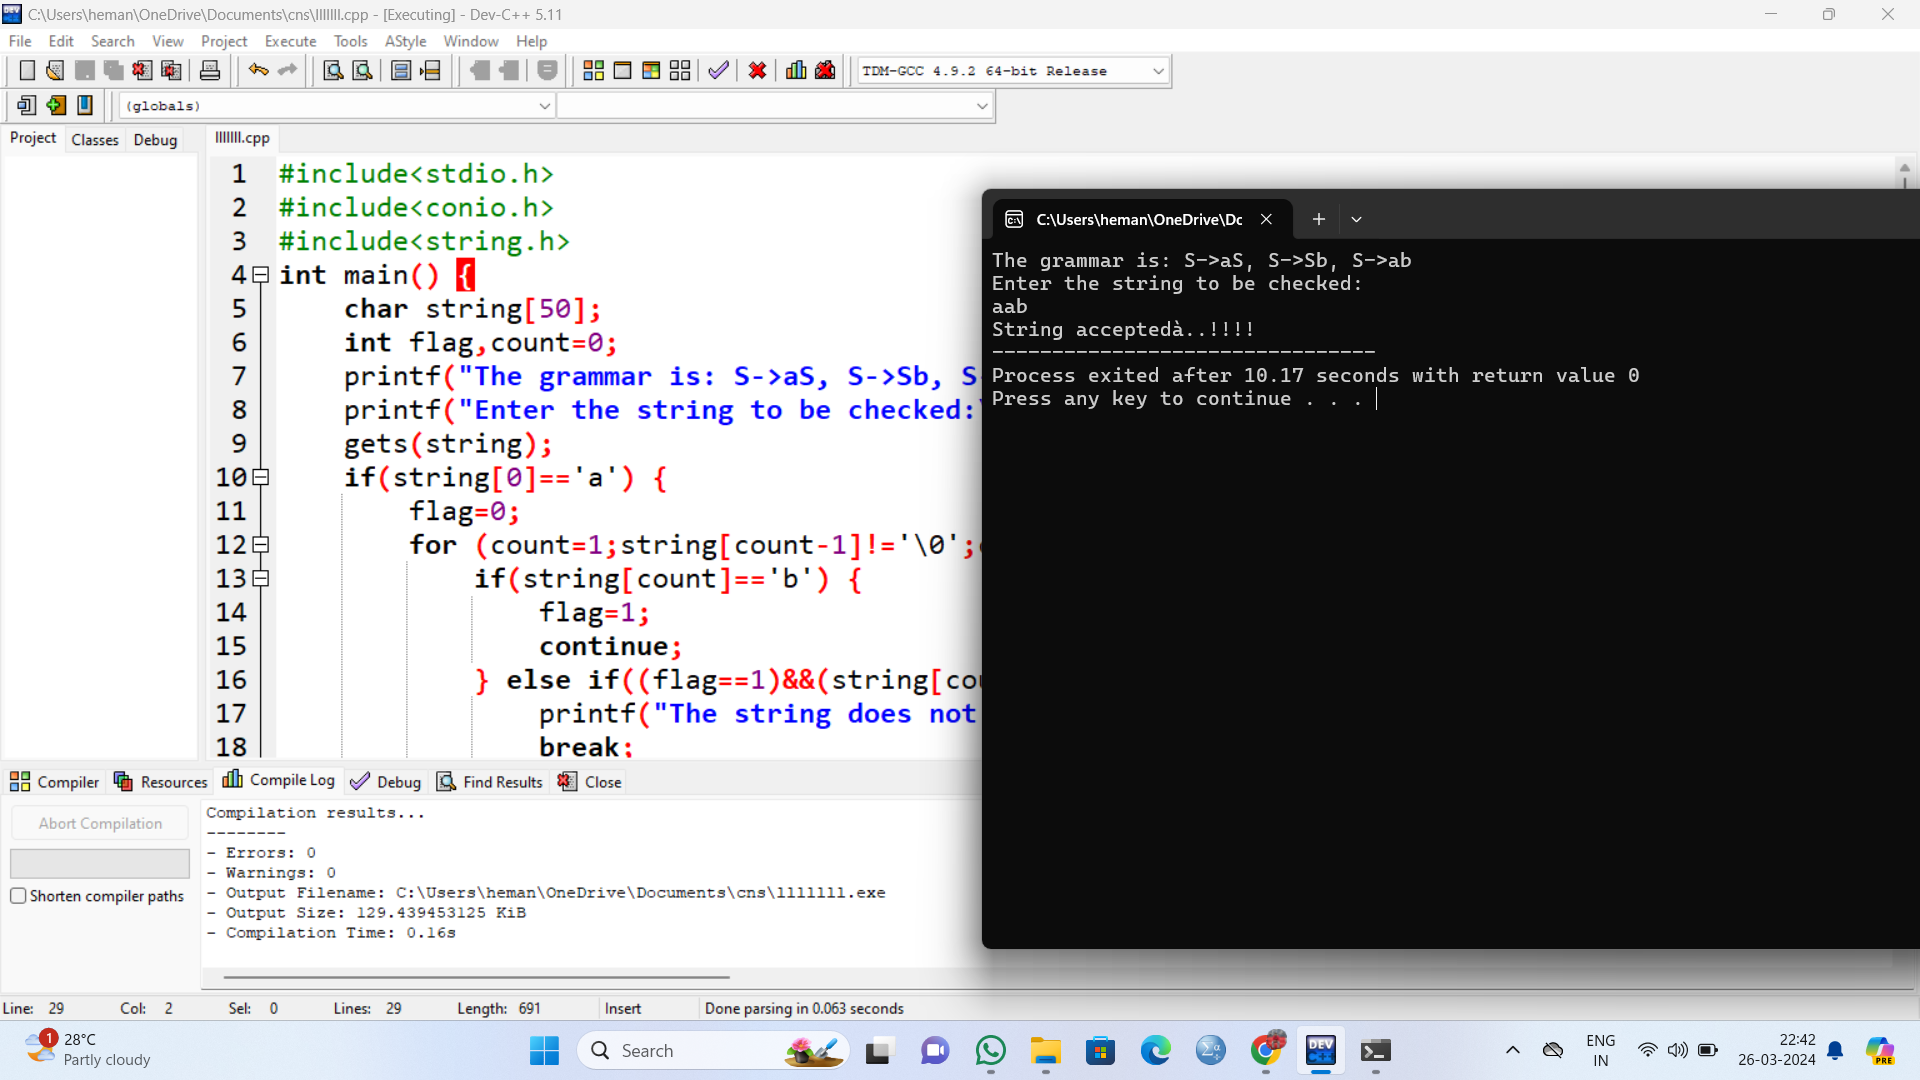 C:\Users\heman\OneDrive\Documents\cns\lllllll.cpp - [Executing] - Dev-C++ 5.11
File Edit Search View Project Execute Tools AStyle Window Help
TDM-GCC 4.9.2 64-bit Release
(globals)
Project Classes Debug
lllllll.cpp
1 #include<stdio.h>
2 #include<conio.h>
3 #include<string.h>
4 int main() {
5 char string[50];
6 int flag,count=0;
7 printf("The grammar is: S->aS, S->Sb, S
8 printf("Enter the string to be checked:
9 gets(string);
10 if(string[0]=='a') {
11 flag=0;
12 for (count=1;string[count-1]!='\0';
13 if(string[count]=='b') {
14 flag=1;
15 continue;
16 } else if((flag==1)&&(string[cou
17 printf("The string does not
18 break;
C:\Users\heman\OneDrive\Dc
The grammar is: S->aS, S->Sb, S->ab
Enter the string to be checked:
aab
String acceptedà..!!!!
--------------------------------
Process exited after 10.17 seconds with return value 0
Press any key to continue . . .
Compiler Resources Compile Log Debug Find Results Close
Abort Compilation
Shorten compiler paths
Compilation results...
--------
- Errors: 0
- Warnings: 0
- Output Filename: C:\Users\heman\OneDrive\Documents\cns\lllllll.exe
- Output Size: 129.439453125 KiB
- Compilation Time: 0.16s
Line: 29 Col: 2 Sel: 0 Lines: 29 Length: 691 Insert Done parsing in 0.063 seconds
1
28°C
Partly cloudy
Search
DEV
ENG
IN
22:42
26-03-2024
PRE